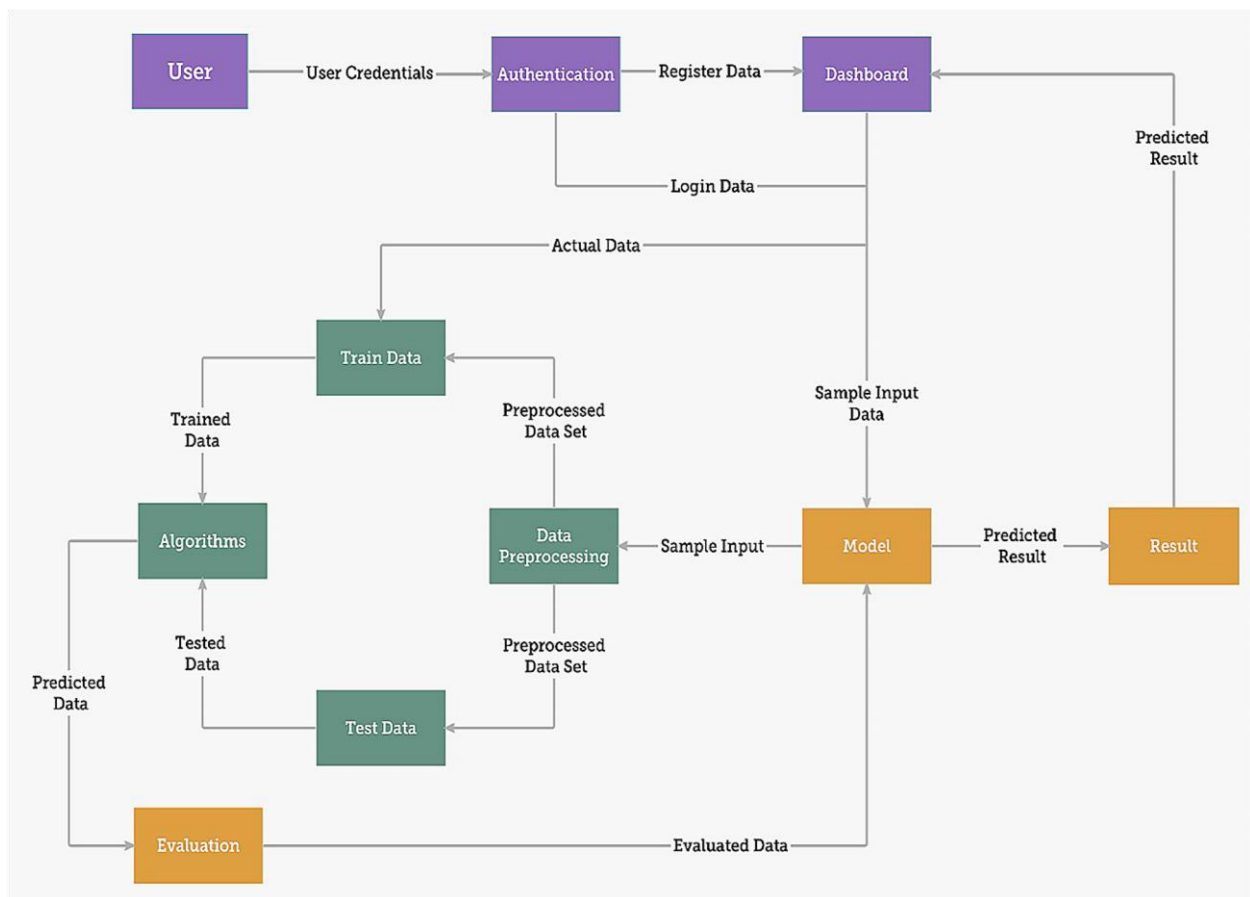 User
User Credentials
Authentication
Register Data
Dashboard
Predicted
Result
Login Data
Actual Data
Train Data
Sample Input
Data
Trained
Data
Preprocessed
Data Set
Algorithms
Data
Preprocessing
Sample Input
Model
Predicted
Result
Result
Tested
Data
Preprocessed
Data Set
Predicted
Data
Test Data
Evaluation
Evaluated Data